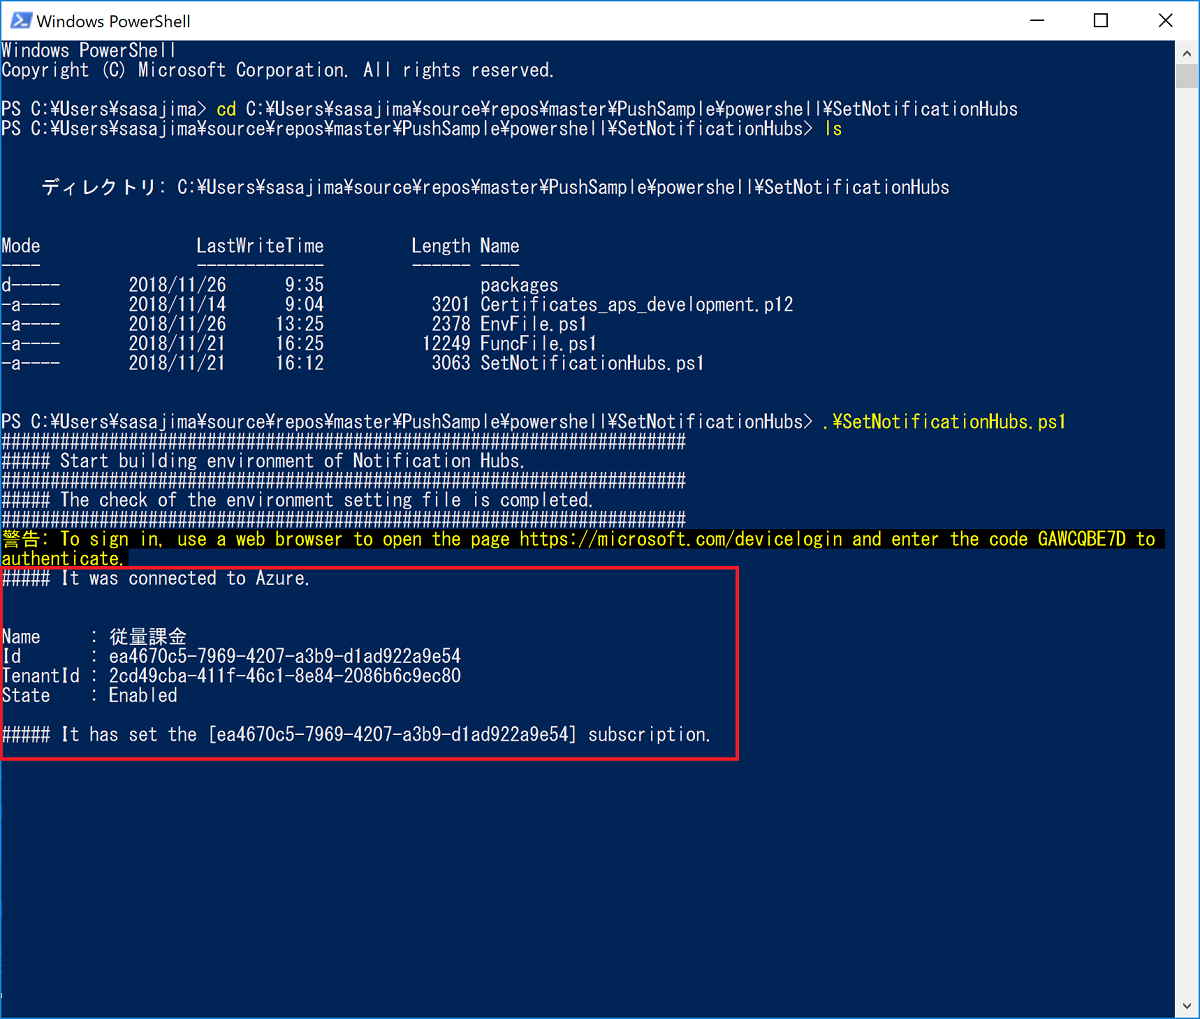 Windows PowerShell
Windows PowerShell
Copyright (C) Microsoft Corporation. All rights reserved.
PS C:¥Users¥sasajima> cd C:¥Users¥sasajima¥source¥repos¥master¥PushSample¥powershell¥SetNotificationHubs
PS C:¥Users¥sasajima¥source¥repos¥master¥PushSample¥powershell¥SetNotificationHubs> ls
ディレクトリ: C:¥Users¥sasajima¥source¥repos¥master¥PushSample¥powershell¥SetNotificationHubs
Mode LastWriteTime Length Name
---- ------------- ------ ----
d----- 2018/11/26 9:35 packages
-a---- 2018/11/14 9:04 3201 Certificates_aps_development.p12
-a---- 2018/11/26 13:25 2378 EnvFile.ps1
-a---- 2018/11/21 16:25 12249 FuncFile.ps1
-a---- 2018/11/21 16:12 3063 SetNotificationHubs.ps1
PS C:¥Users¥sasajima¥source¥repos¥master¥PushSample¥powershell¥SetNotificationHubs> .¥SetNotificationHubs.ps1
######################################################################
##### Start building environment of Notification Hubs.
######################################################################
##### The check of the environment setting file is completed.
######################################################################
警告: To sign in, use a web browser to open the page https://microsoft.com/devicelogin and enter the code GAWCQBE7D to
authenticate.
##### It was connected to Azure.
Name : 従量課金
Id : ea4670c5-7969-4207-a3b9-d1ad922a9e54
TenantId : 2cd49cba-411f-46c1-8e84-2086b6c9ec80
State : Enabled
##### It has set the [ea4670c5-7969-4207-a3b9-d1ad922a9e54] subscription.